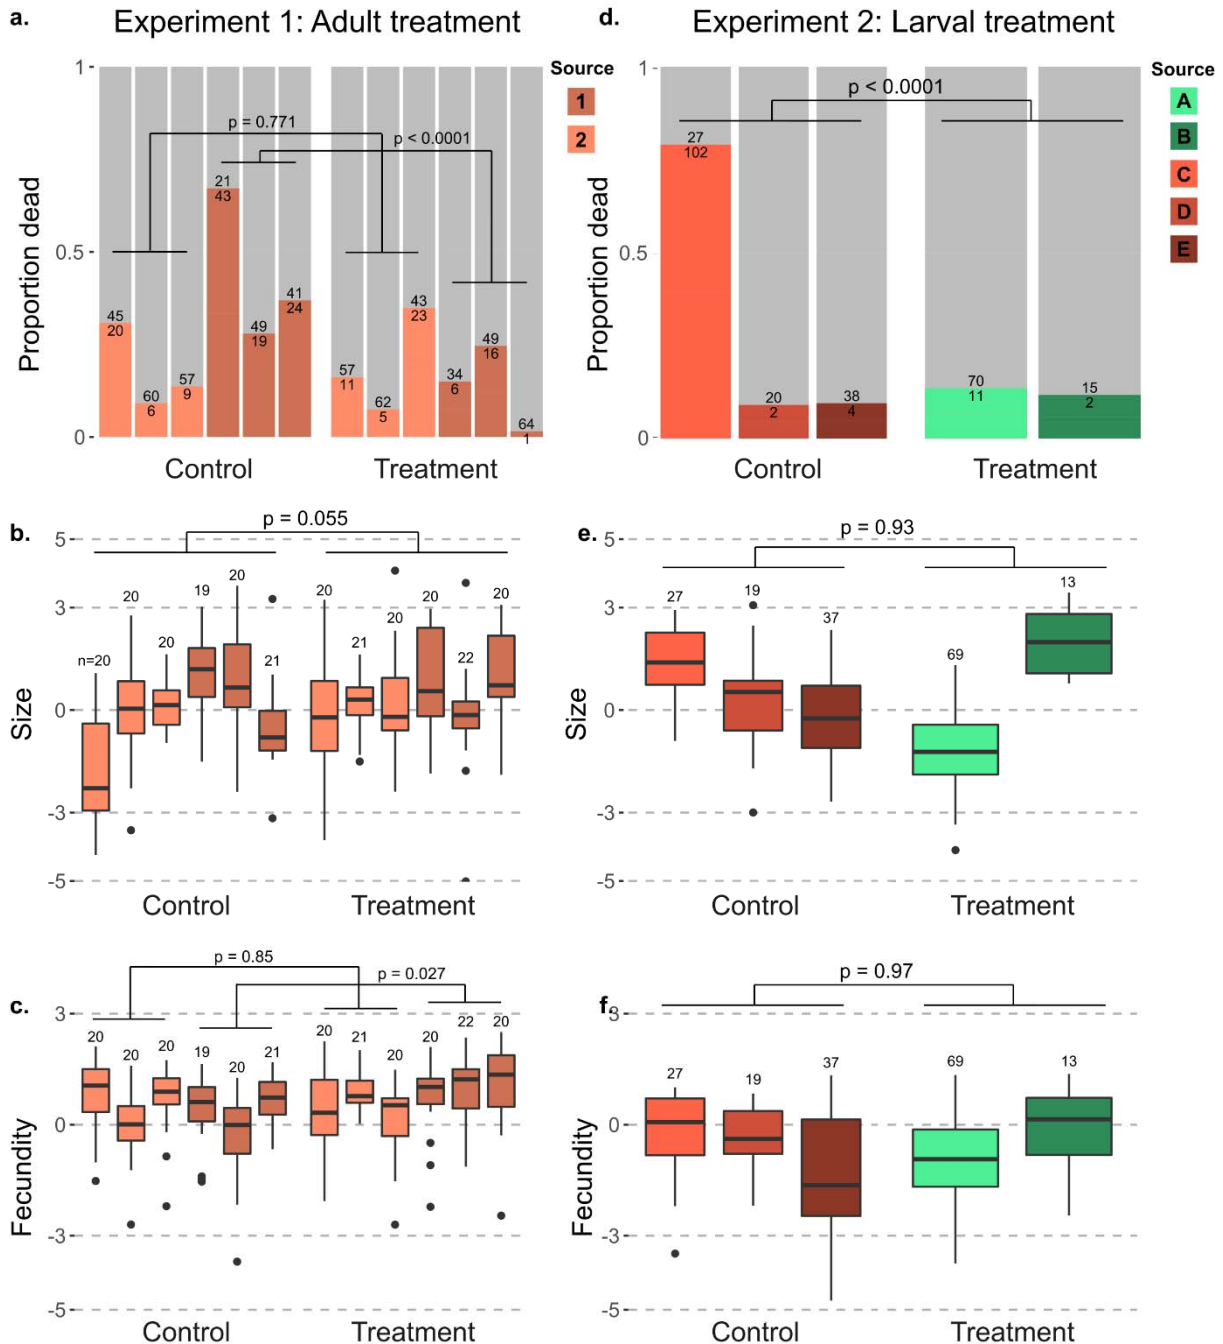 a.
Experiment 1: Adult treatment
1
0.5
0
Proportion dead
p = 0.771
p < 0.0001
45
20
60
6
57
9
21
43
49
19
41
24
57
11
62
5
43
23
34
6
49
16
64
1
Control
Treatment
Source
1
2
d.
Experiment 2: Larval treatment
1
0.5
0
Proportion dead
p < 0.0001
27
102
20
2
38
4
70
11
15
2
Control
Treatment
Source
A
B
C
D
E
b.
5
3
0
-3
-5
Size
p = 0.055
n=20
20
20
19
20
21
20
21
20
20
22
20
Control
Treatment
e.
5
3
0
-3
-5
Size
p = 0.93
27
19
37
69
13
Control
Treatment
c.
3
0
-3
-5
Fecundity
p = 0.85
p = 0.027
20
20
20
19
20
21
20
21
20
20
22
20
Control
Treatment
f.
3
0
-3
-5
Fecundity
p = 0.97
27
19
37
69
13
Control
Treatment